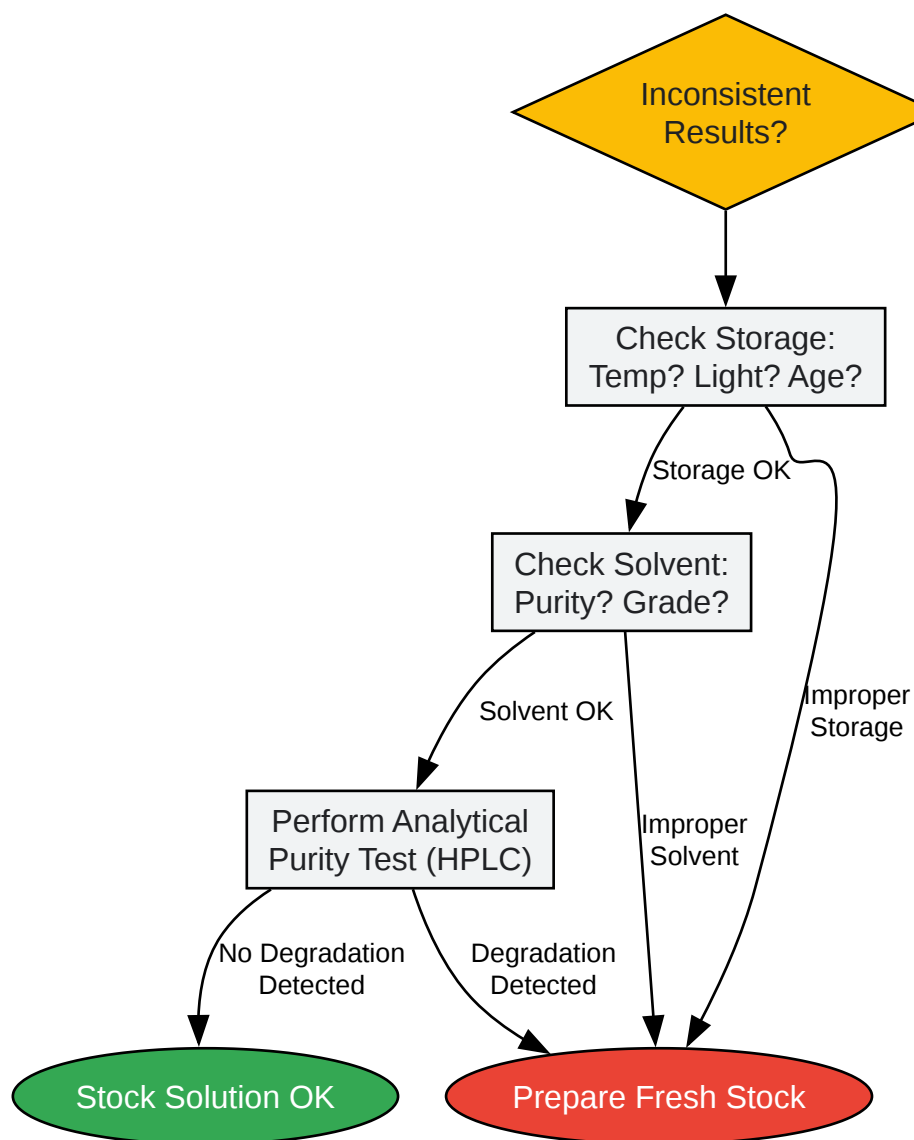 Inconsistent
Results?
Check Storage:
Temp? Light? Age?
Storage OK
Check Solvent:
Purity? Grade?
Improper
Storage
Solvent OK
Perform Analytical
Purity Test (HPLC)
Improper
Solvent
No Degradation
Detected
Degradation
Detected
Stock Solution OK
Prepare Fresh Stock